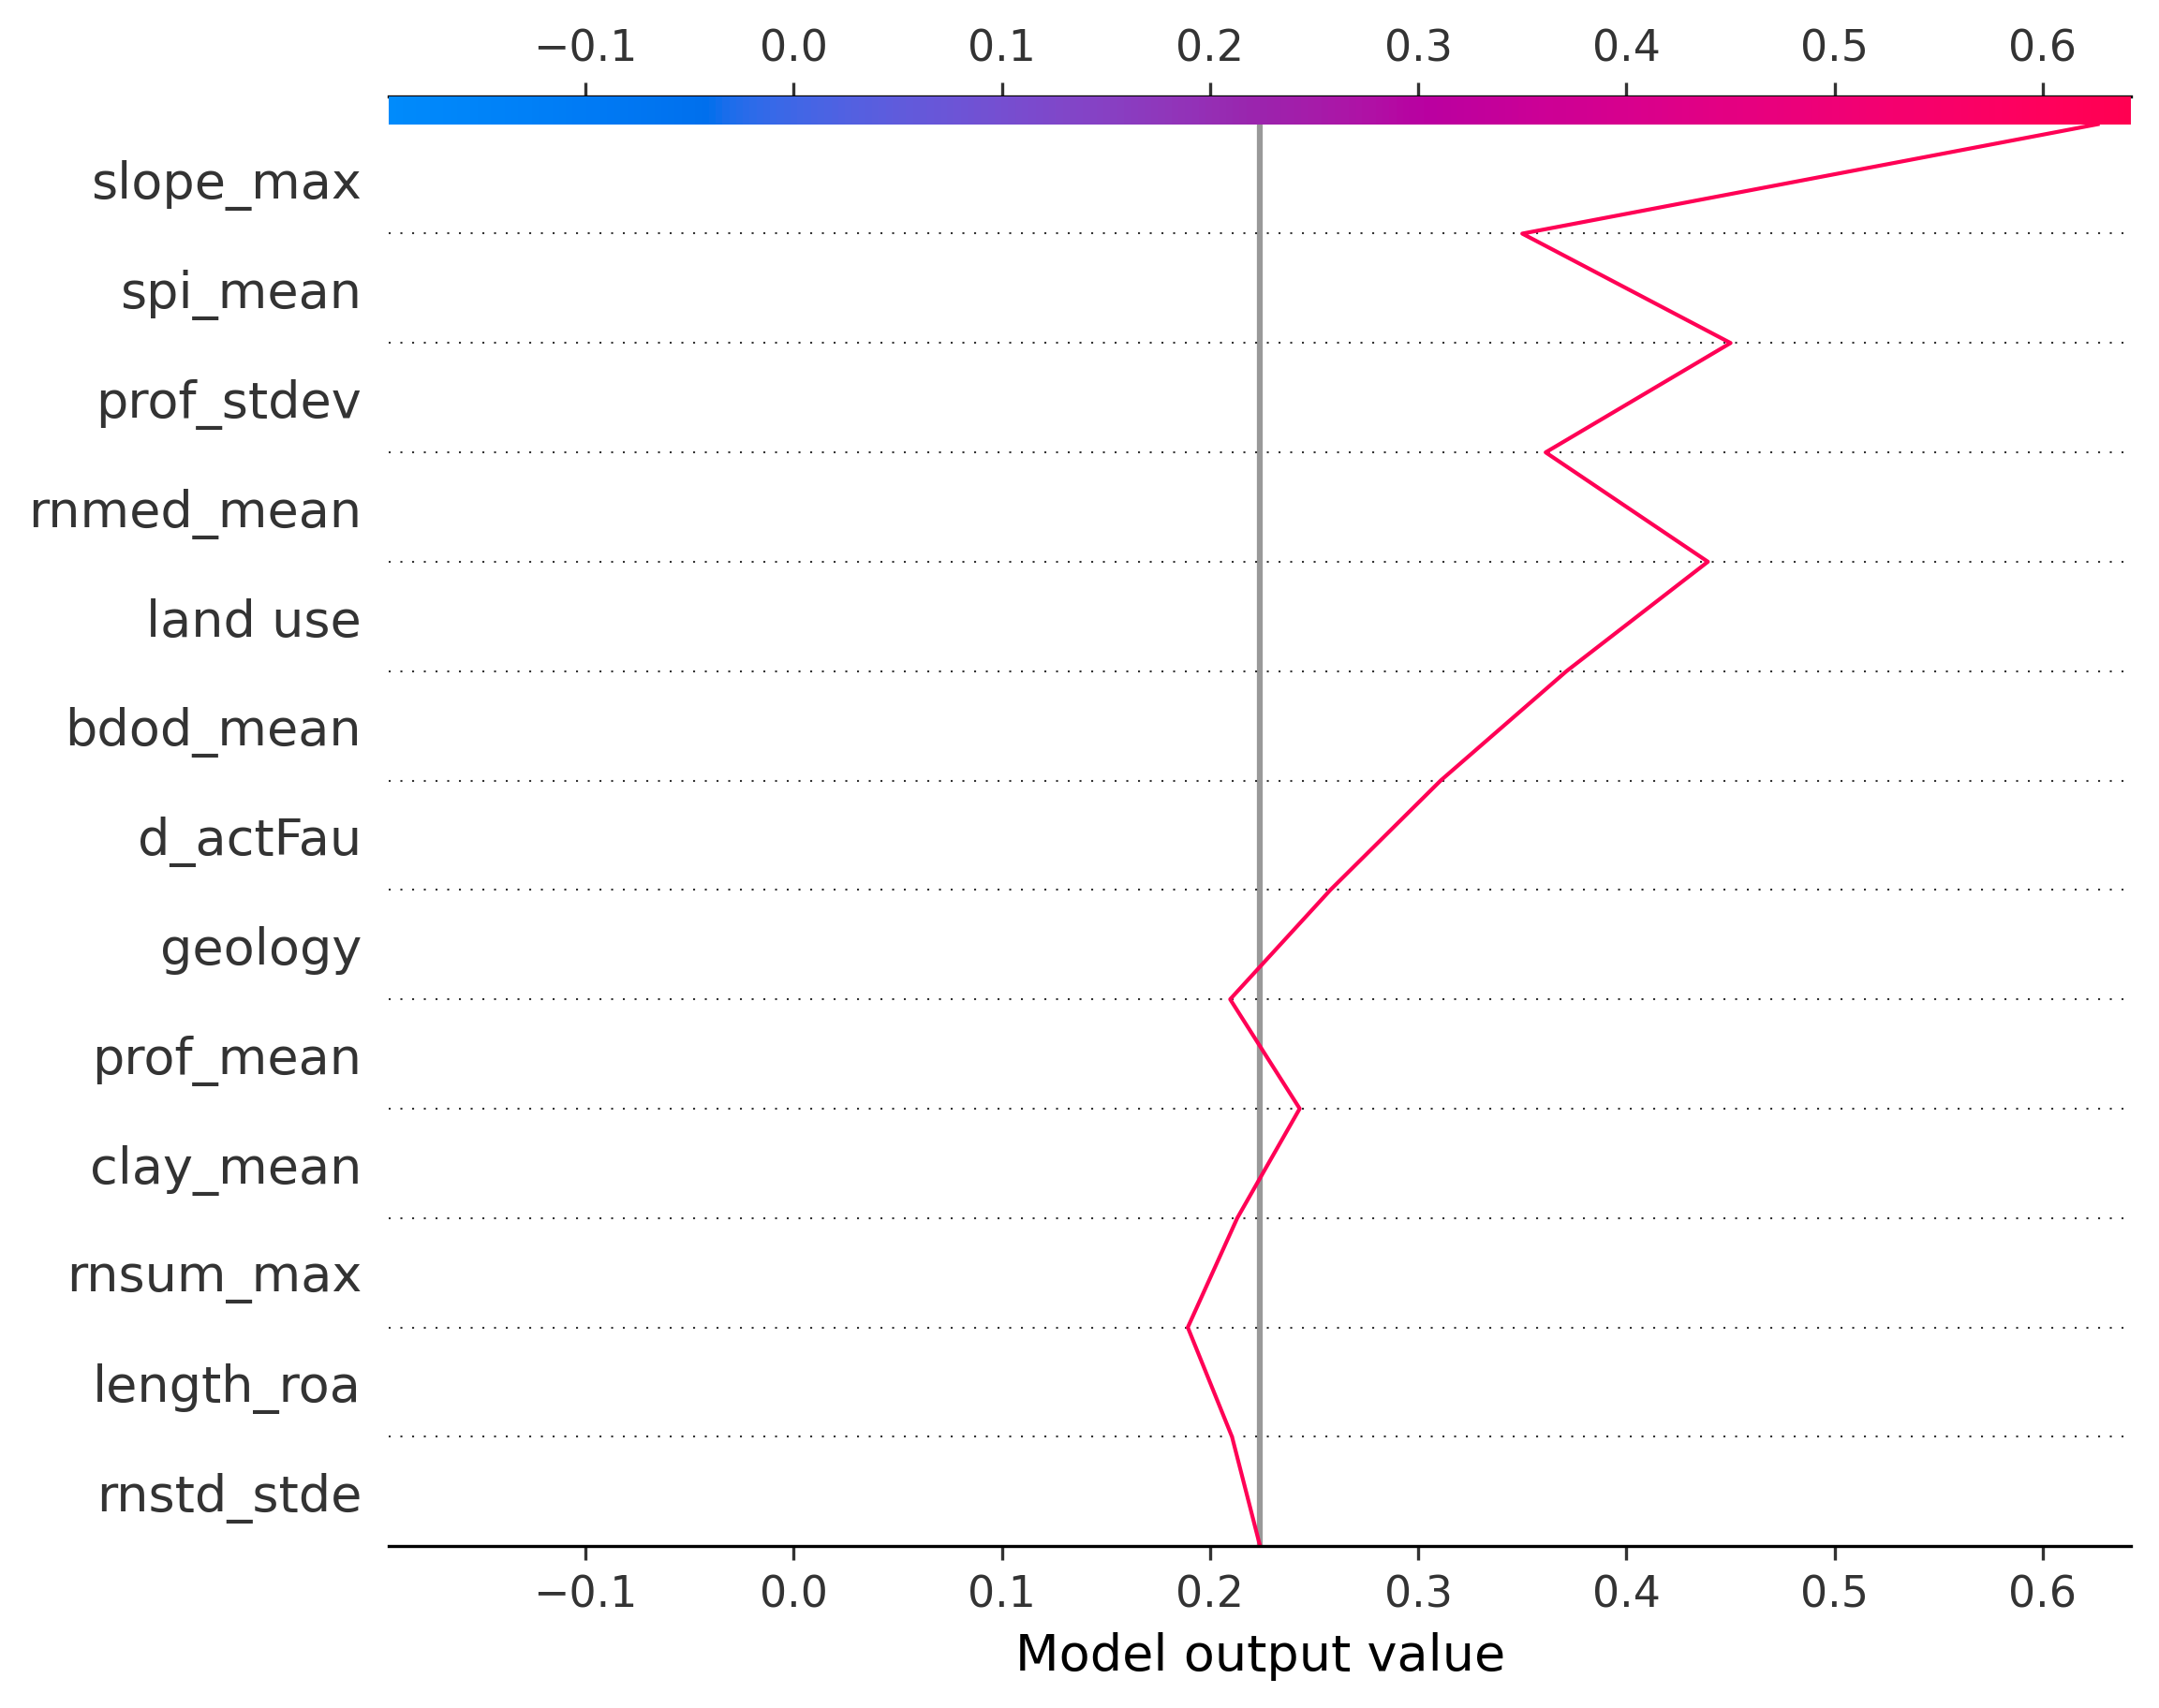 −0.1 0.0 0.1 0.2 0.3 0.4 0.5 0.6
slope_max
spi_mean
prof_stdev
rnmed_mean
land use
bdod_mean
d_actFau
geology
prof_mean
clay_mean
rnsum_max
length_roa
rnstd_stde
−0.1 0.0 0.1 0.2 0.3 0.4 0.5 0.6
Model output value